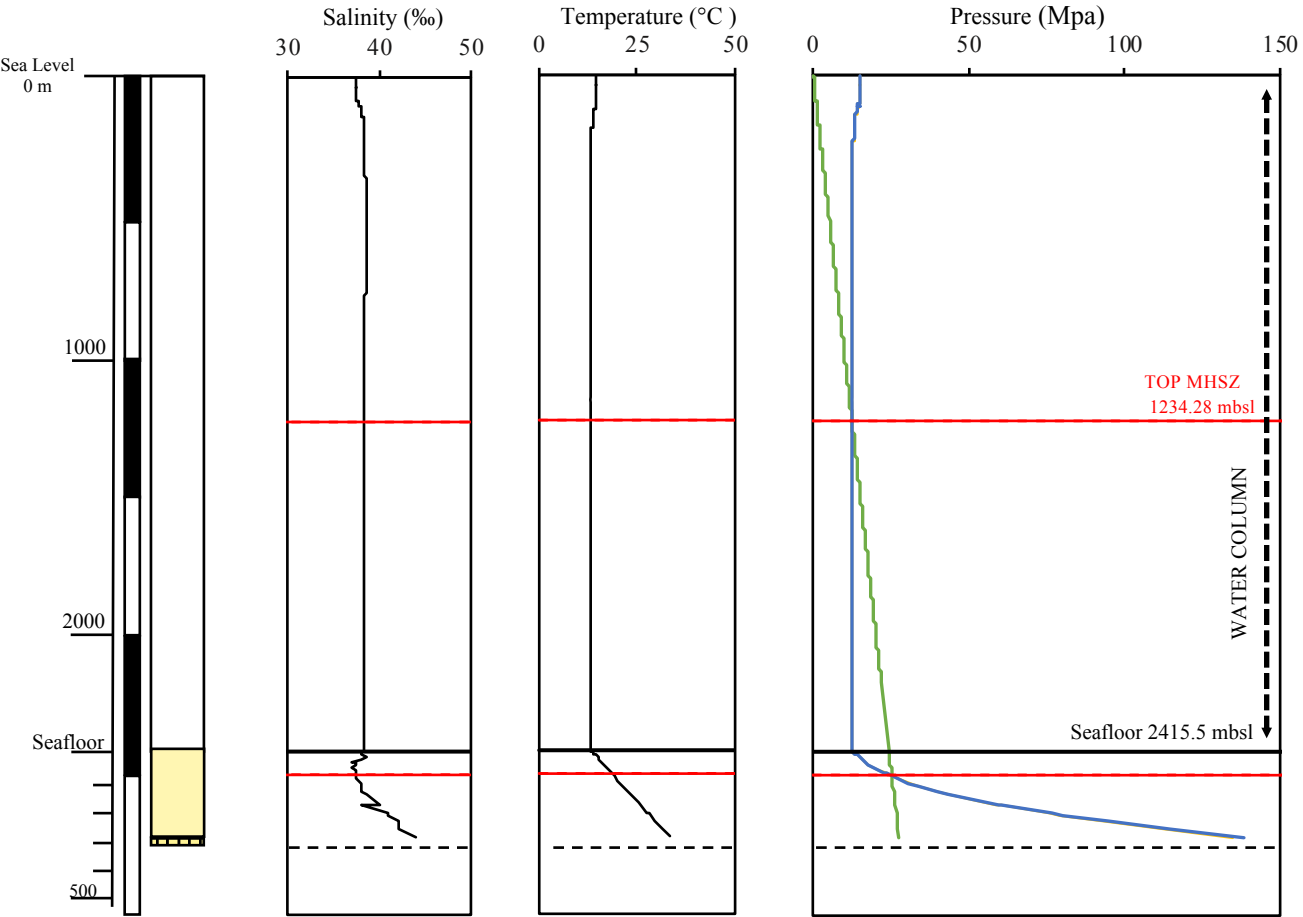 Salinity (‰)
Temperature (°C )
Pressure (Mpa)
30 40 50
0 25 50
0 50 100 150
Sea Level
0 m
1000
TOP MHSZ
1234.28 mbsl
WATER COLUMN
2000
Seafloor
Seafloor 2415.5 mbsl
500